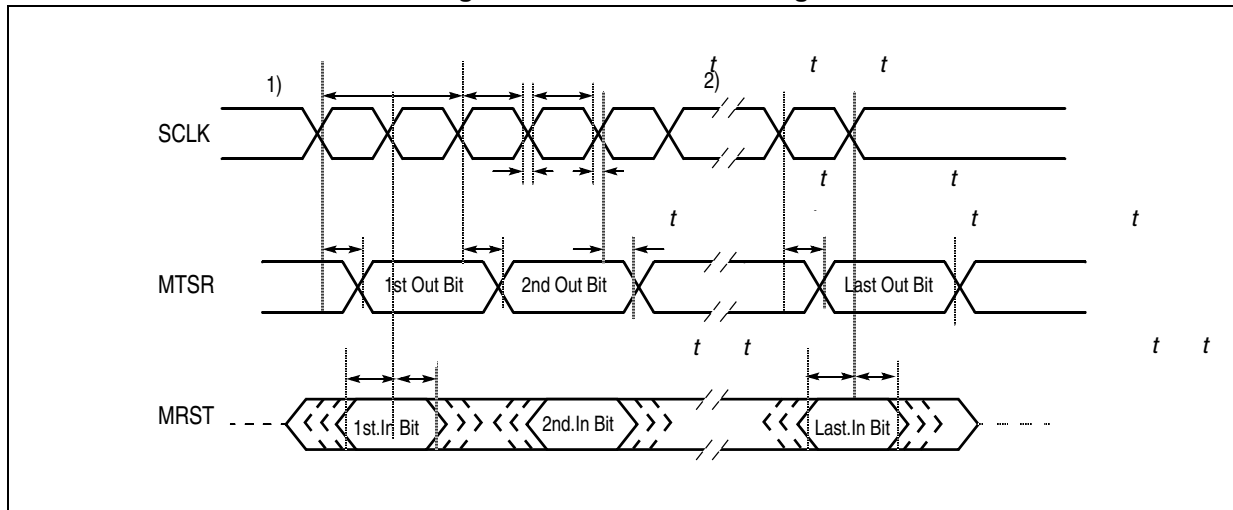 t t t
1) 2)
SCLK
t t
t t t
MTSR 1st Out Bit 2nd Out Bit Last Out Bit
t t t t
MRST 1st.In Bit 2nd.In Bit Last.In Bit